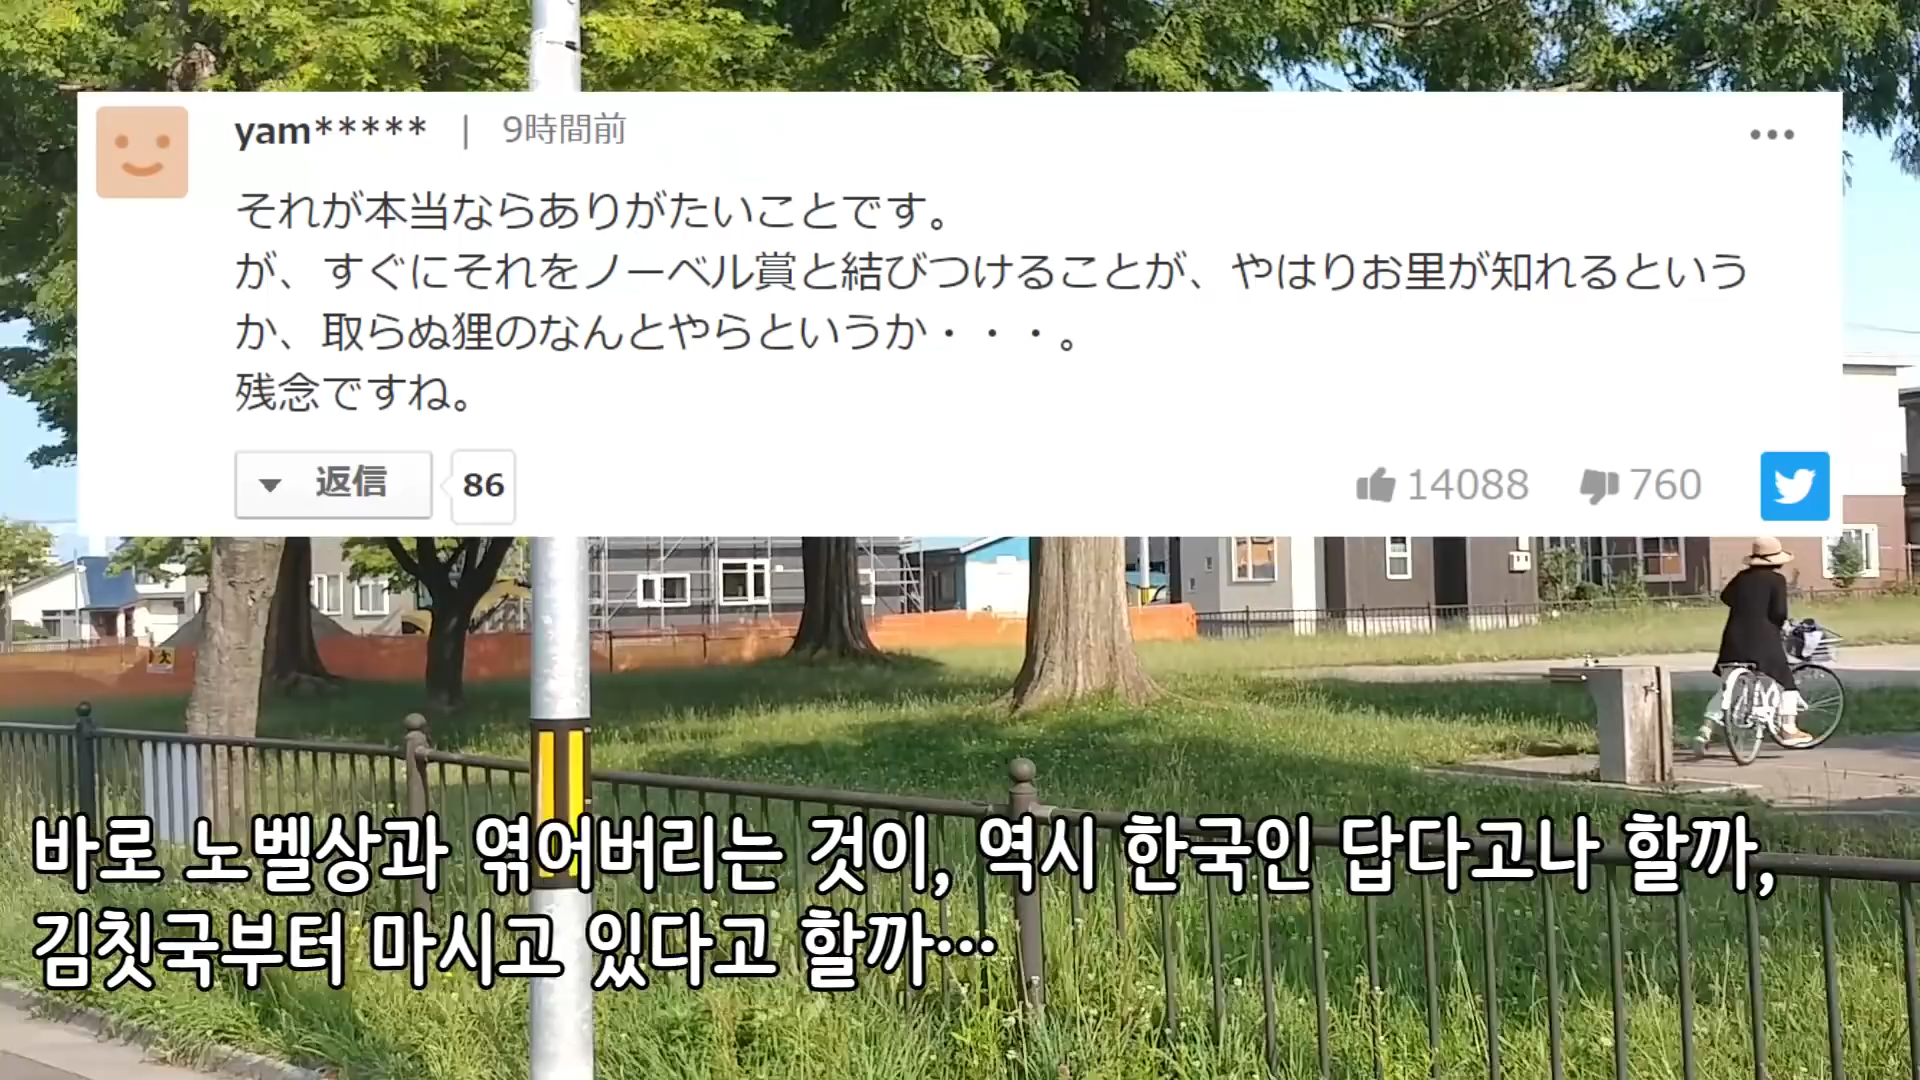 yam***** | 9時間前
それが本当ならありがたいことです。
が、すぐにそれをノーベル賞と結びつけることが、やはりお里が知れるという
か、取らぬ狸のなんとやらというか・・・。
残念ですね。
返信 86
14088 760
바로 노벨상과 엮어버리는 것이, 역시 한국인 답다고나 할까,
김칫국부터 마시고 있다고 할까…